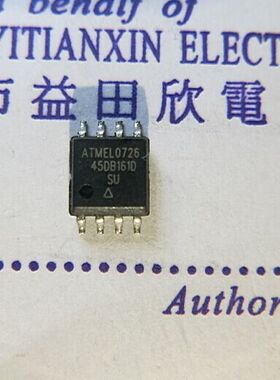 behalf of
YITIANXIN ELECT
市益田欣電
ATMEL0726
45DB161D
SU
Author